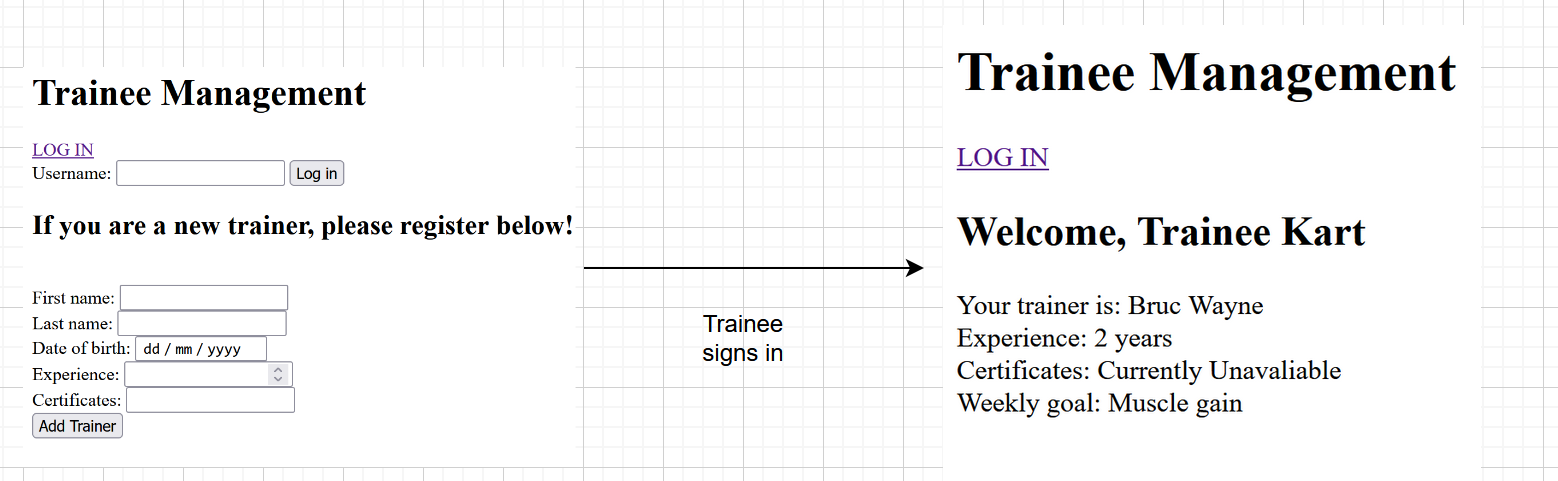 Trainee Management
LOG IN
Username: Log in
If you are a new trainer, please register below!
First name:
Last name:
Date of birth: dd / mm / yyyy
Experience:
Certificates:
Add Trainer
Trainee
signs in
Trainee Management
LOG IN
Welcome, Trainee Kart
Your trainer is: Bruc Wayne
Experience: 2 years
Certificates: Currently Unavaliable
Weekly goal: Muscle gain